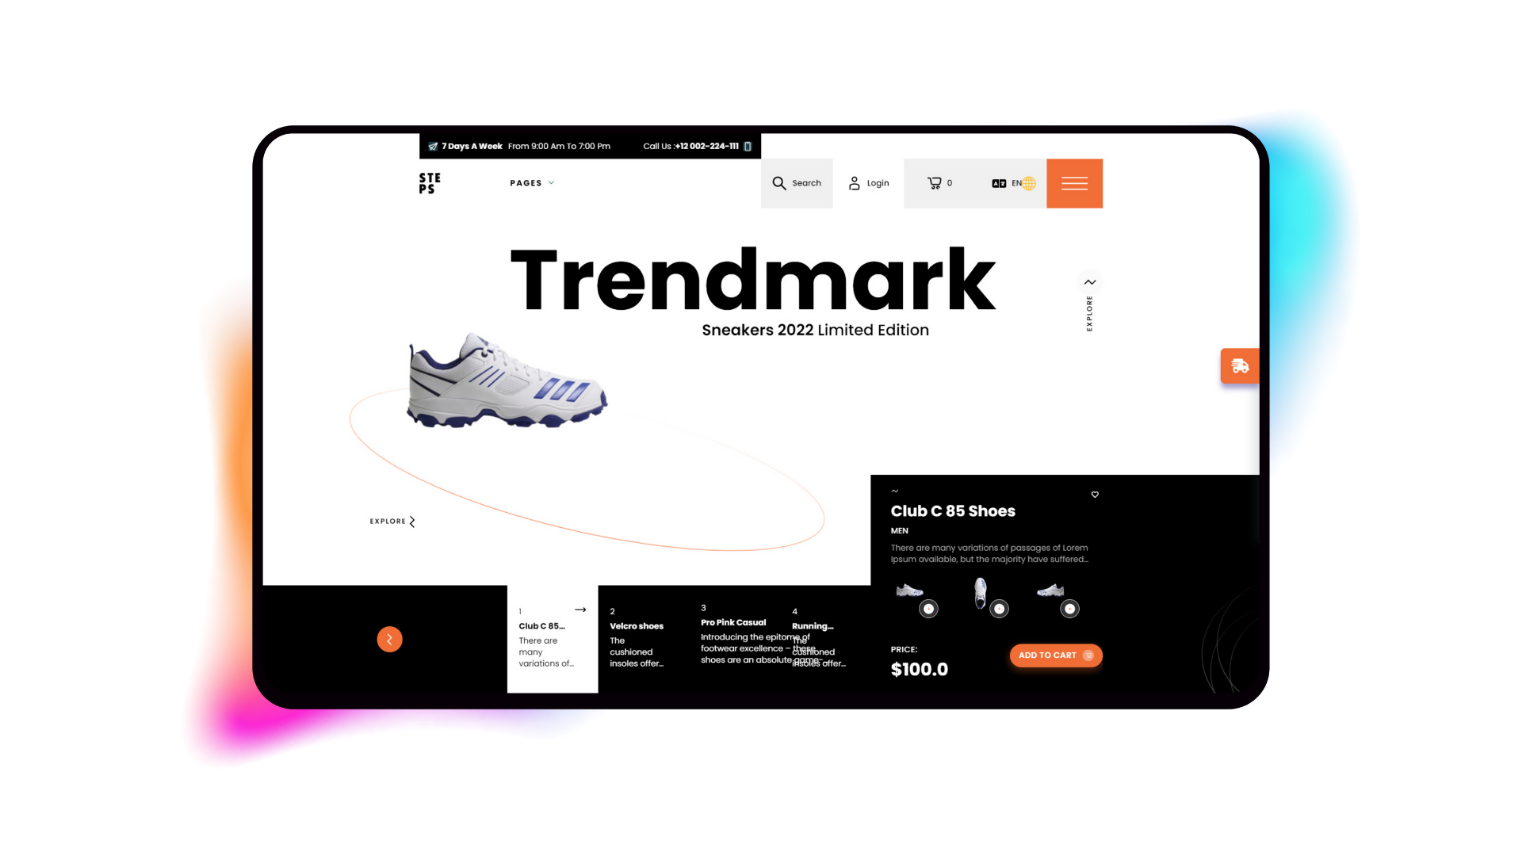 7 Days A Week From 9:00 Am To 7:00 Pm
Call Us :+12 002-224-111
STE
PS
PAGES
Search
Login
0
EN
Trendmark
Sneakers 2022 Limited Edition
EXPLORE
EXPLORE
Club C 85 Shoes
MEN
There are many variations of passages of Lorem
Ipsum available, but the majority have suffered...
PRICE:
$100.0
ADD TO CART
1
Club C 85...
There are
many
variations of...
2
Velcro shoes
The
cushioned
insoles offer...
3
Pro Pink Casual
Introducing the epitome of
footwear excellence – these
shoes are an absolute game-
4
Running...
The
cushioned
insoles offer...